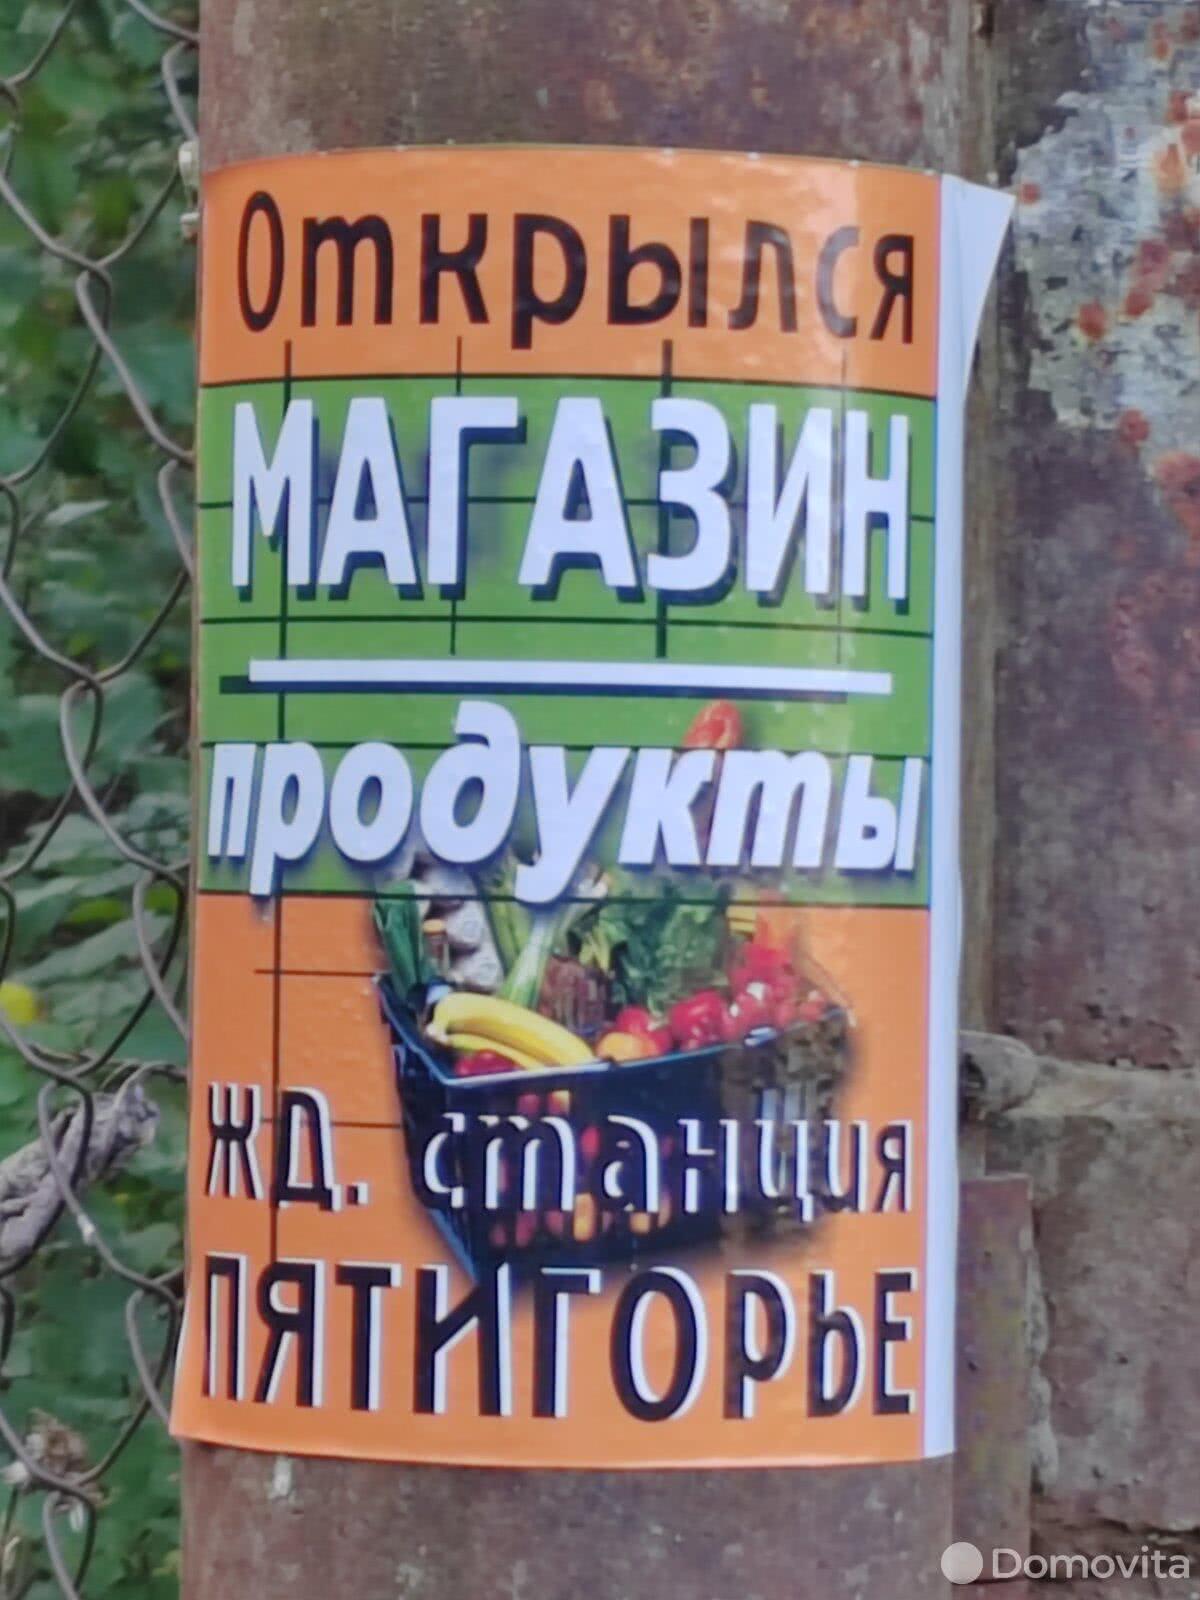 Открылся
МАГАЗИН
продукты
ЖД. станция
ПЯТИГОРЬЕ
Domovita